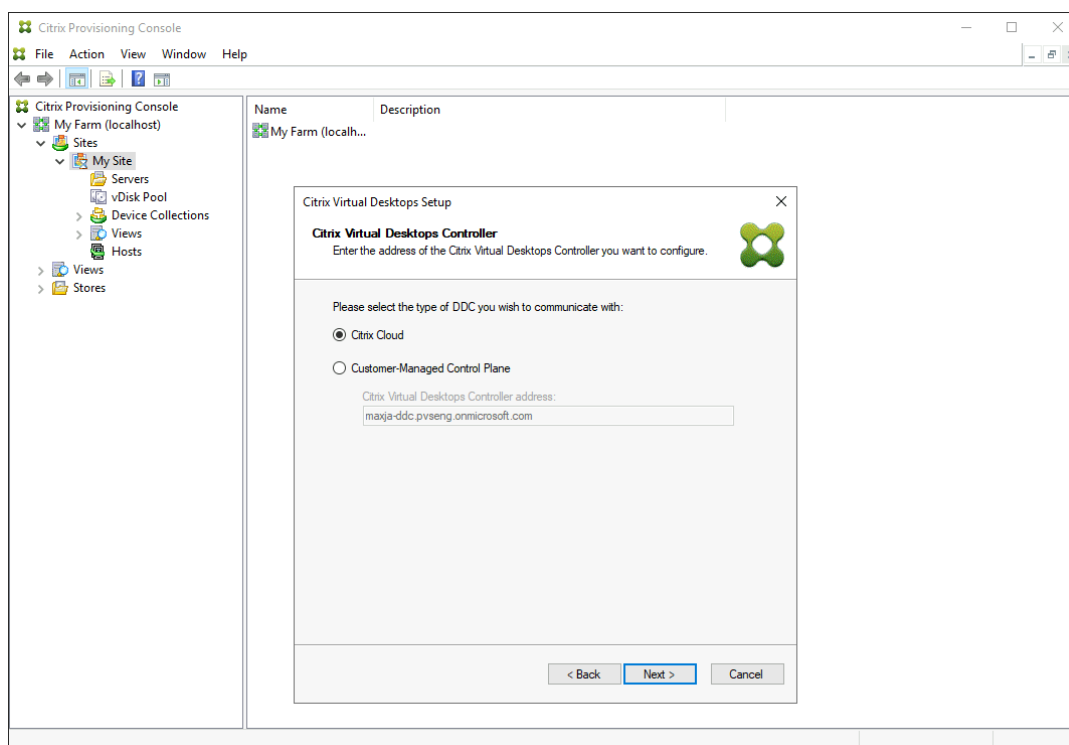 Citrix Provisioning Console
File Action View Window Help
Citrix Provisioning Console
My Farm (localhost)
Sites
My Site
Servers
vDisk Pool
Device Collections
Views
Hosts
Views
Stores
Name Description
My Farm (localh...
Citrix Virtual Desktops Setup
Citrix Virtual Desktops Controller
Enter the address of the Citrix Virtual Desktops Controller you want to configure.
Please select the type of DDC you wish to communicate with:
Citrix Cloud
Customer-Managed Control Plane
Citrix Virtual Desktops Controller address:
maxja-ddc.pvseng.onmicrosoft.com
< Back Next > Cancel